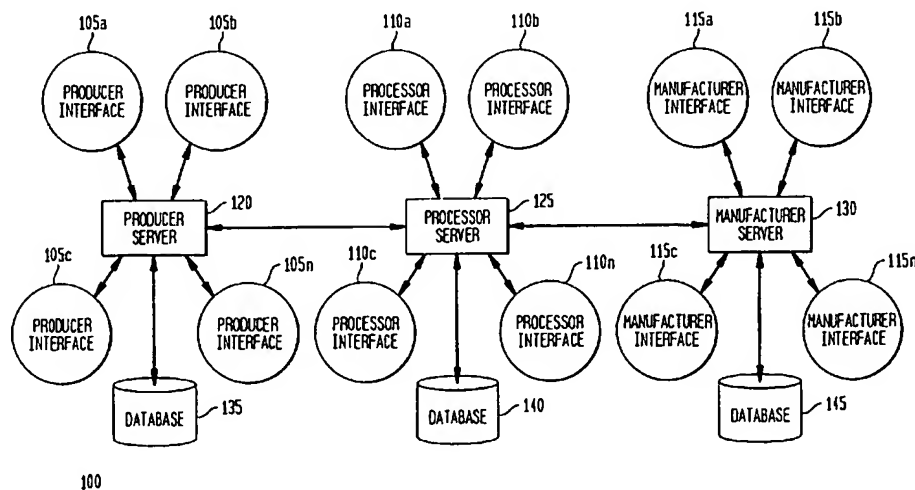 105a
105b
110a
110b
115a
115b
PRODUCER
INTERFACE
PRODUCER
INTERFACE
PROCESSOR
INTERFACE
PROCESSOR
INTERFACE
MANUFACTURER
INTERFACE
MANUFACTURER
INTERFACE
PRODUCER
SERVER
120
PROCESSOR
SERVER
125
MANUFACTURER
SERVER
130
105c
105n
110c
110n
115c
115n
PRODUCER
INTERFACE
PRODUCER
INTERFACE
PROCESSOR
INTERFACE
PROCESSOR
INTERFACE
MANUFACTURER
INTERFACE
MANUFACTURER
INTERFACE
DATABASE
135
DATABASE
140
DATABASE
145
100